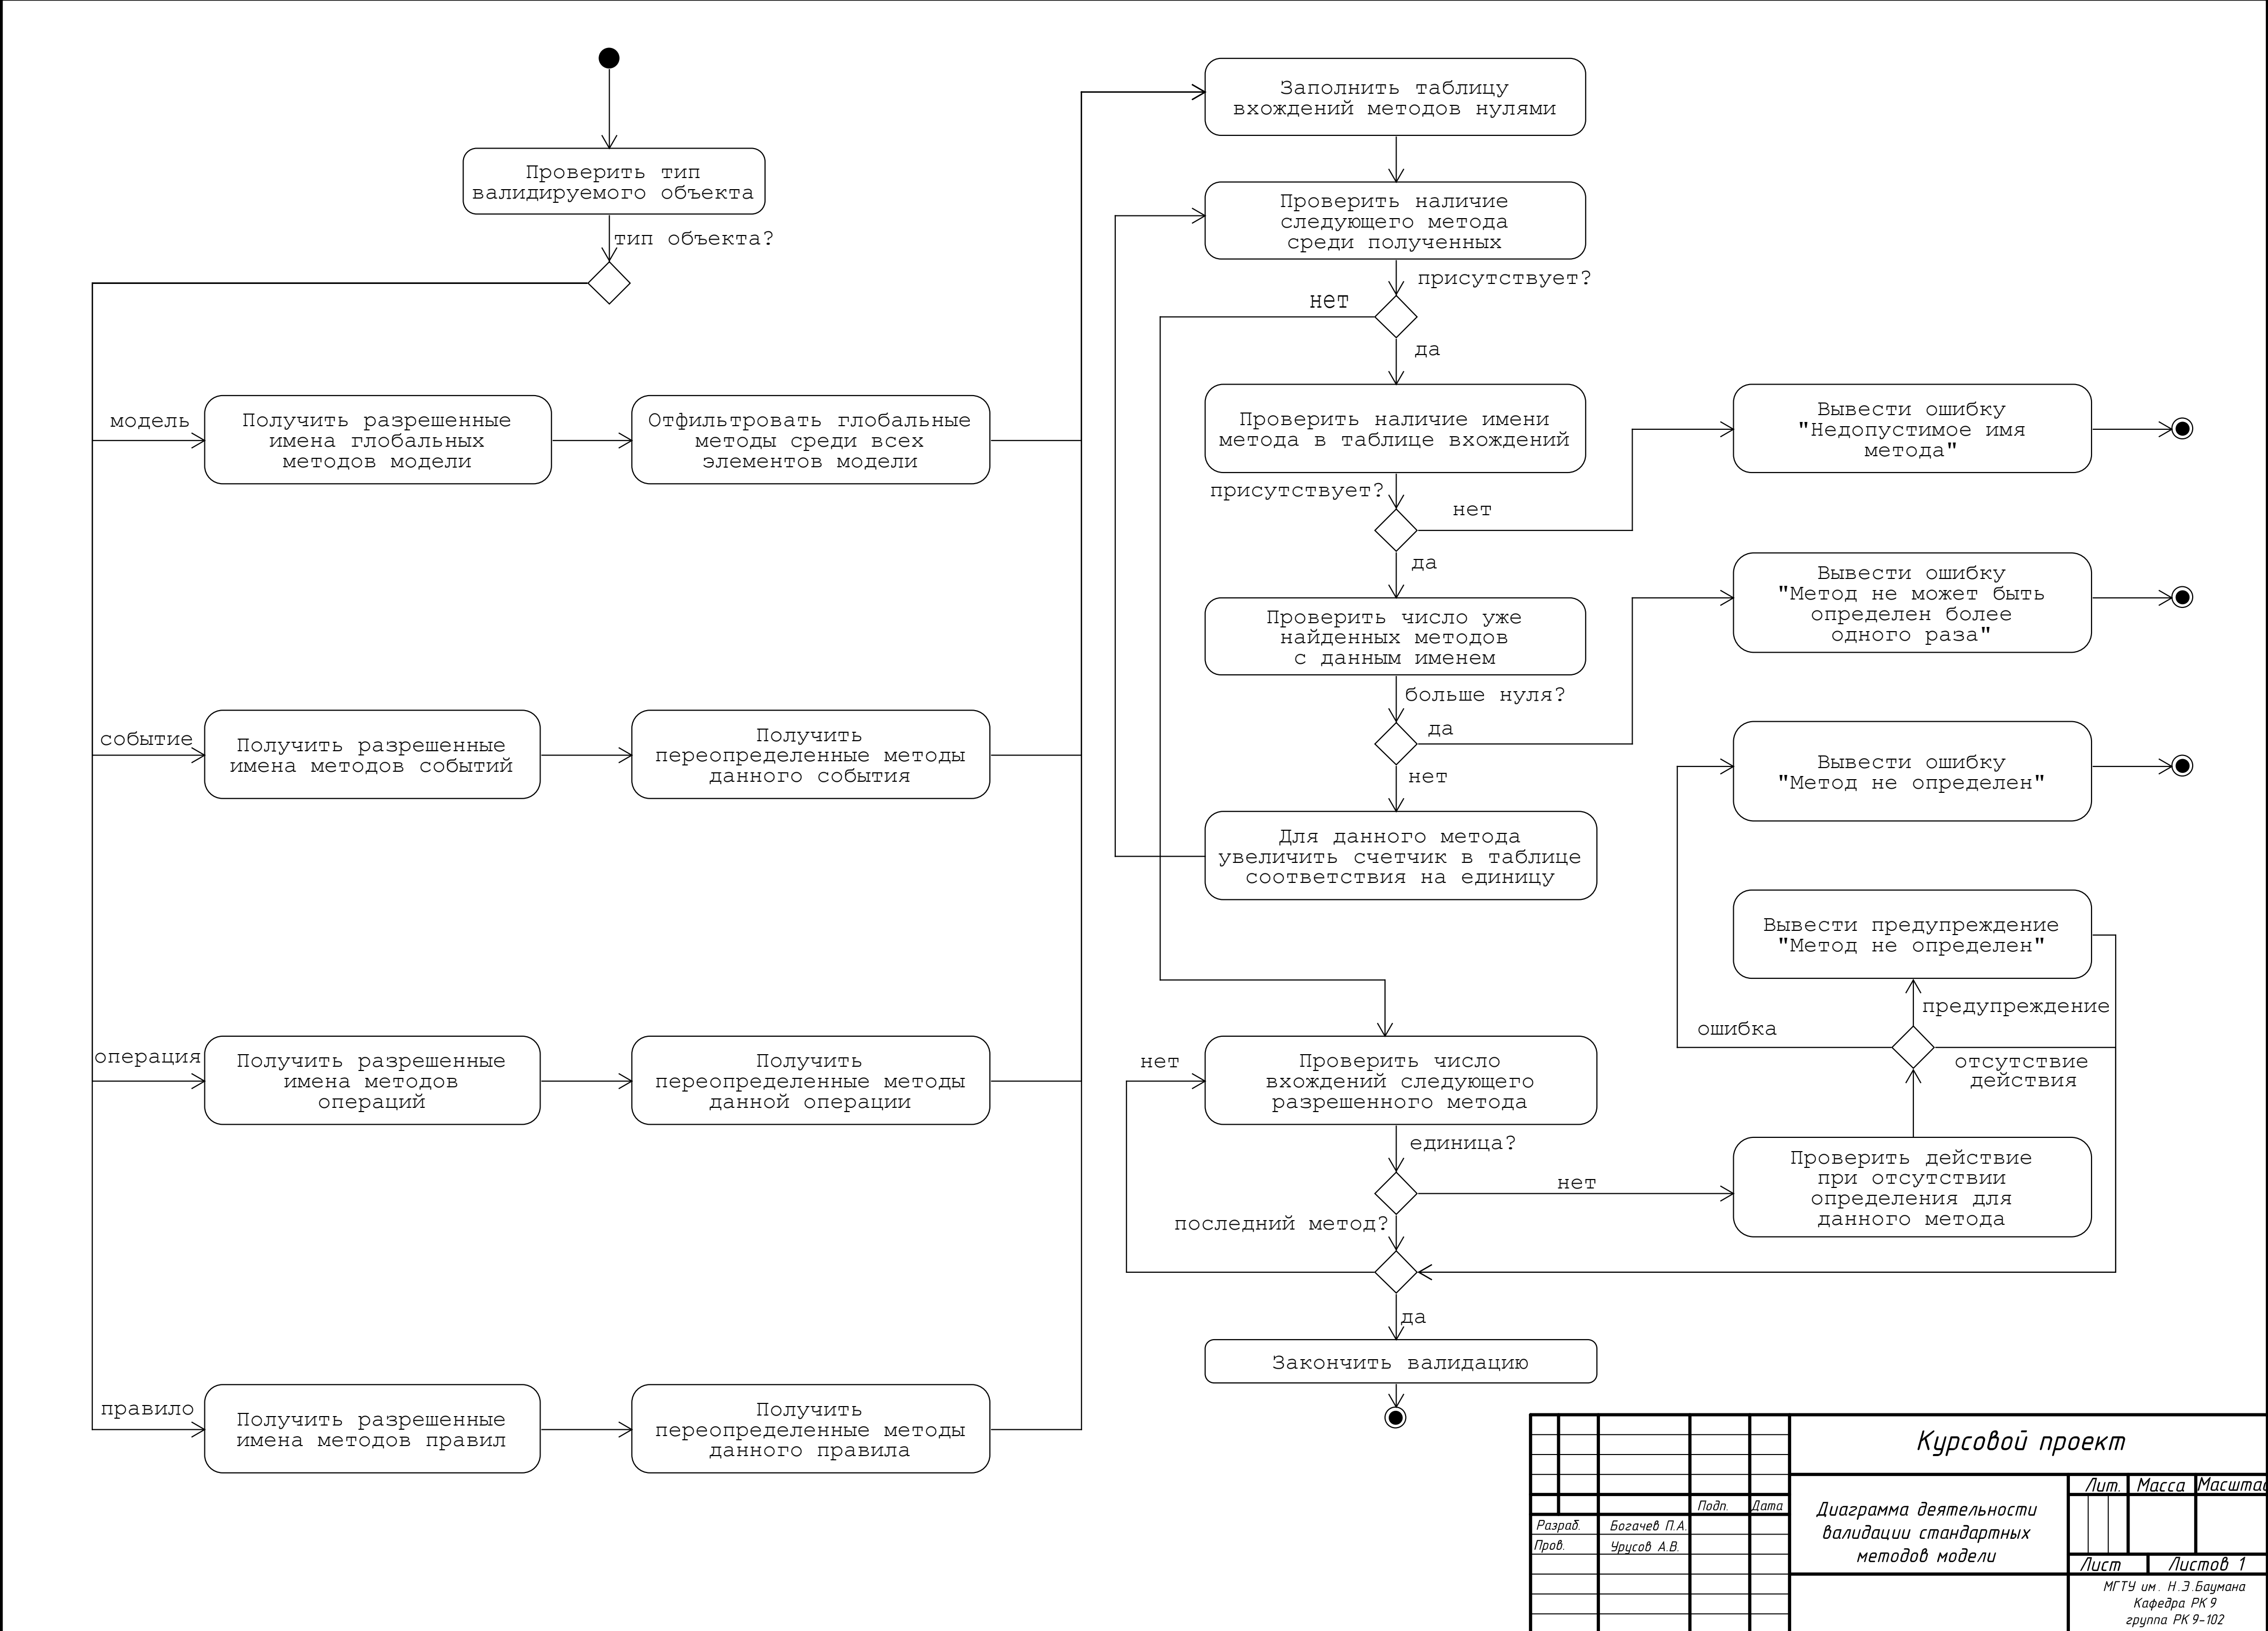 Проверить тип
валидируемого объекта
тип объекта?
модель
Получить разрешенные
имена глобальных
методов модели
Отфильтровать глобальные
методы среди всех
элементов модели
событие
Получить разрешенные
имена методов событий
Получить
переопределенные методы
данного события
операция
Получить разрешенные
имена методов
операций
Получить
переопределенные методы
данной операции
правило
Получить разрешенные
имена методов правил
Получить
переопределенные методы
данного правила
Заполнить таблицу
вхождений методов нулями
Проверить наличие
следующего метода
среди полученных
присутствует?
нет
да
Проверить наличие имени
метода в таблице вхождений
присутствует?
нет
да
Проверить число уже
найденных методов
с данным именем
больше нуля?
да
нет
Для данного метода
увеличить счетчик в таблице
соответствия на единицу
нет
Проверить число
вхождений следующего
разрешенного метода
единица?
нет
последний метод?
да
Закончить валидацию
Вывести ошибку
"Недопустимое имя
метода"
Вывести ошибку
"Метод не может быть
определен более
одного раза"
Вывести ошибку
"Метод не определен"
Вывести предупреждение
"Метод не определен"
предупреждение
ошибка
отсутствие
действия
Проверить действие
при отсутствии
определения для
данного метода
Курсовой проект
Подп. Дата
Разраб. Богачев П.А.
Пров. Урусов А.В.
Диаграмма деятельности
валидации стандартных
методов модели
Лит. Масса Масштаб
Лист Листов 1
МГТУ им. Н.Э.Баумана
Кафедра РК9
группа РК9-102